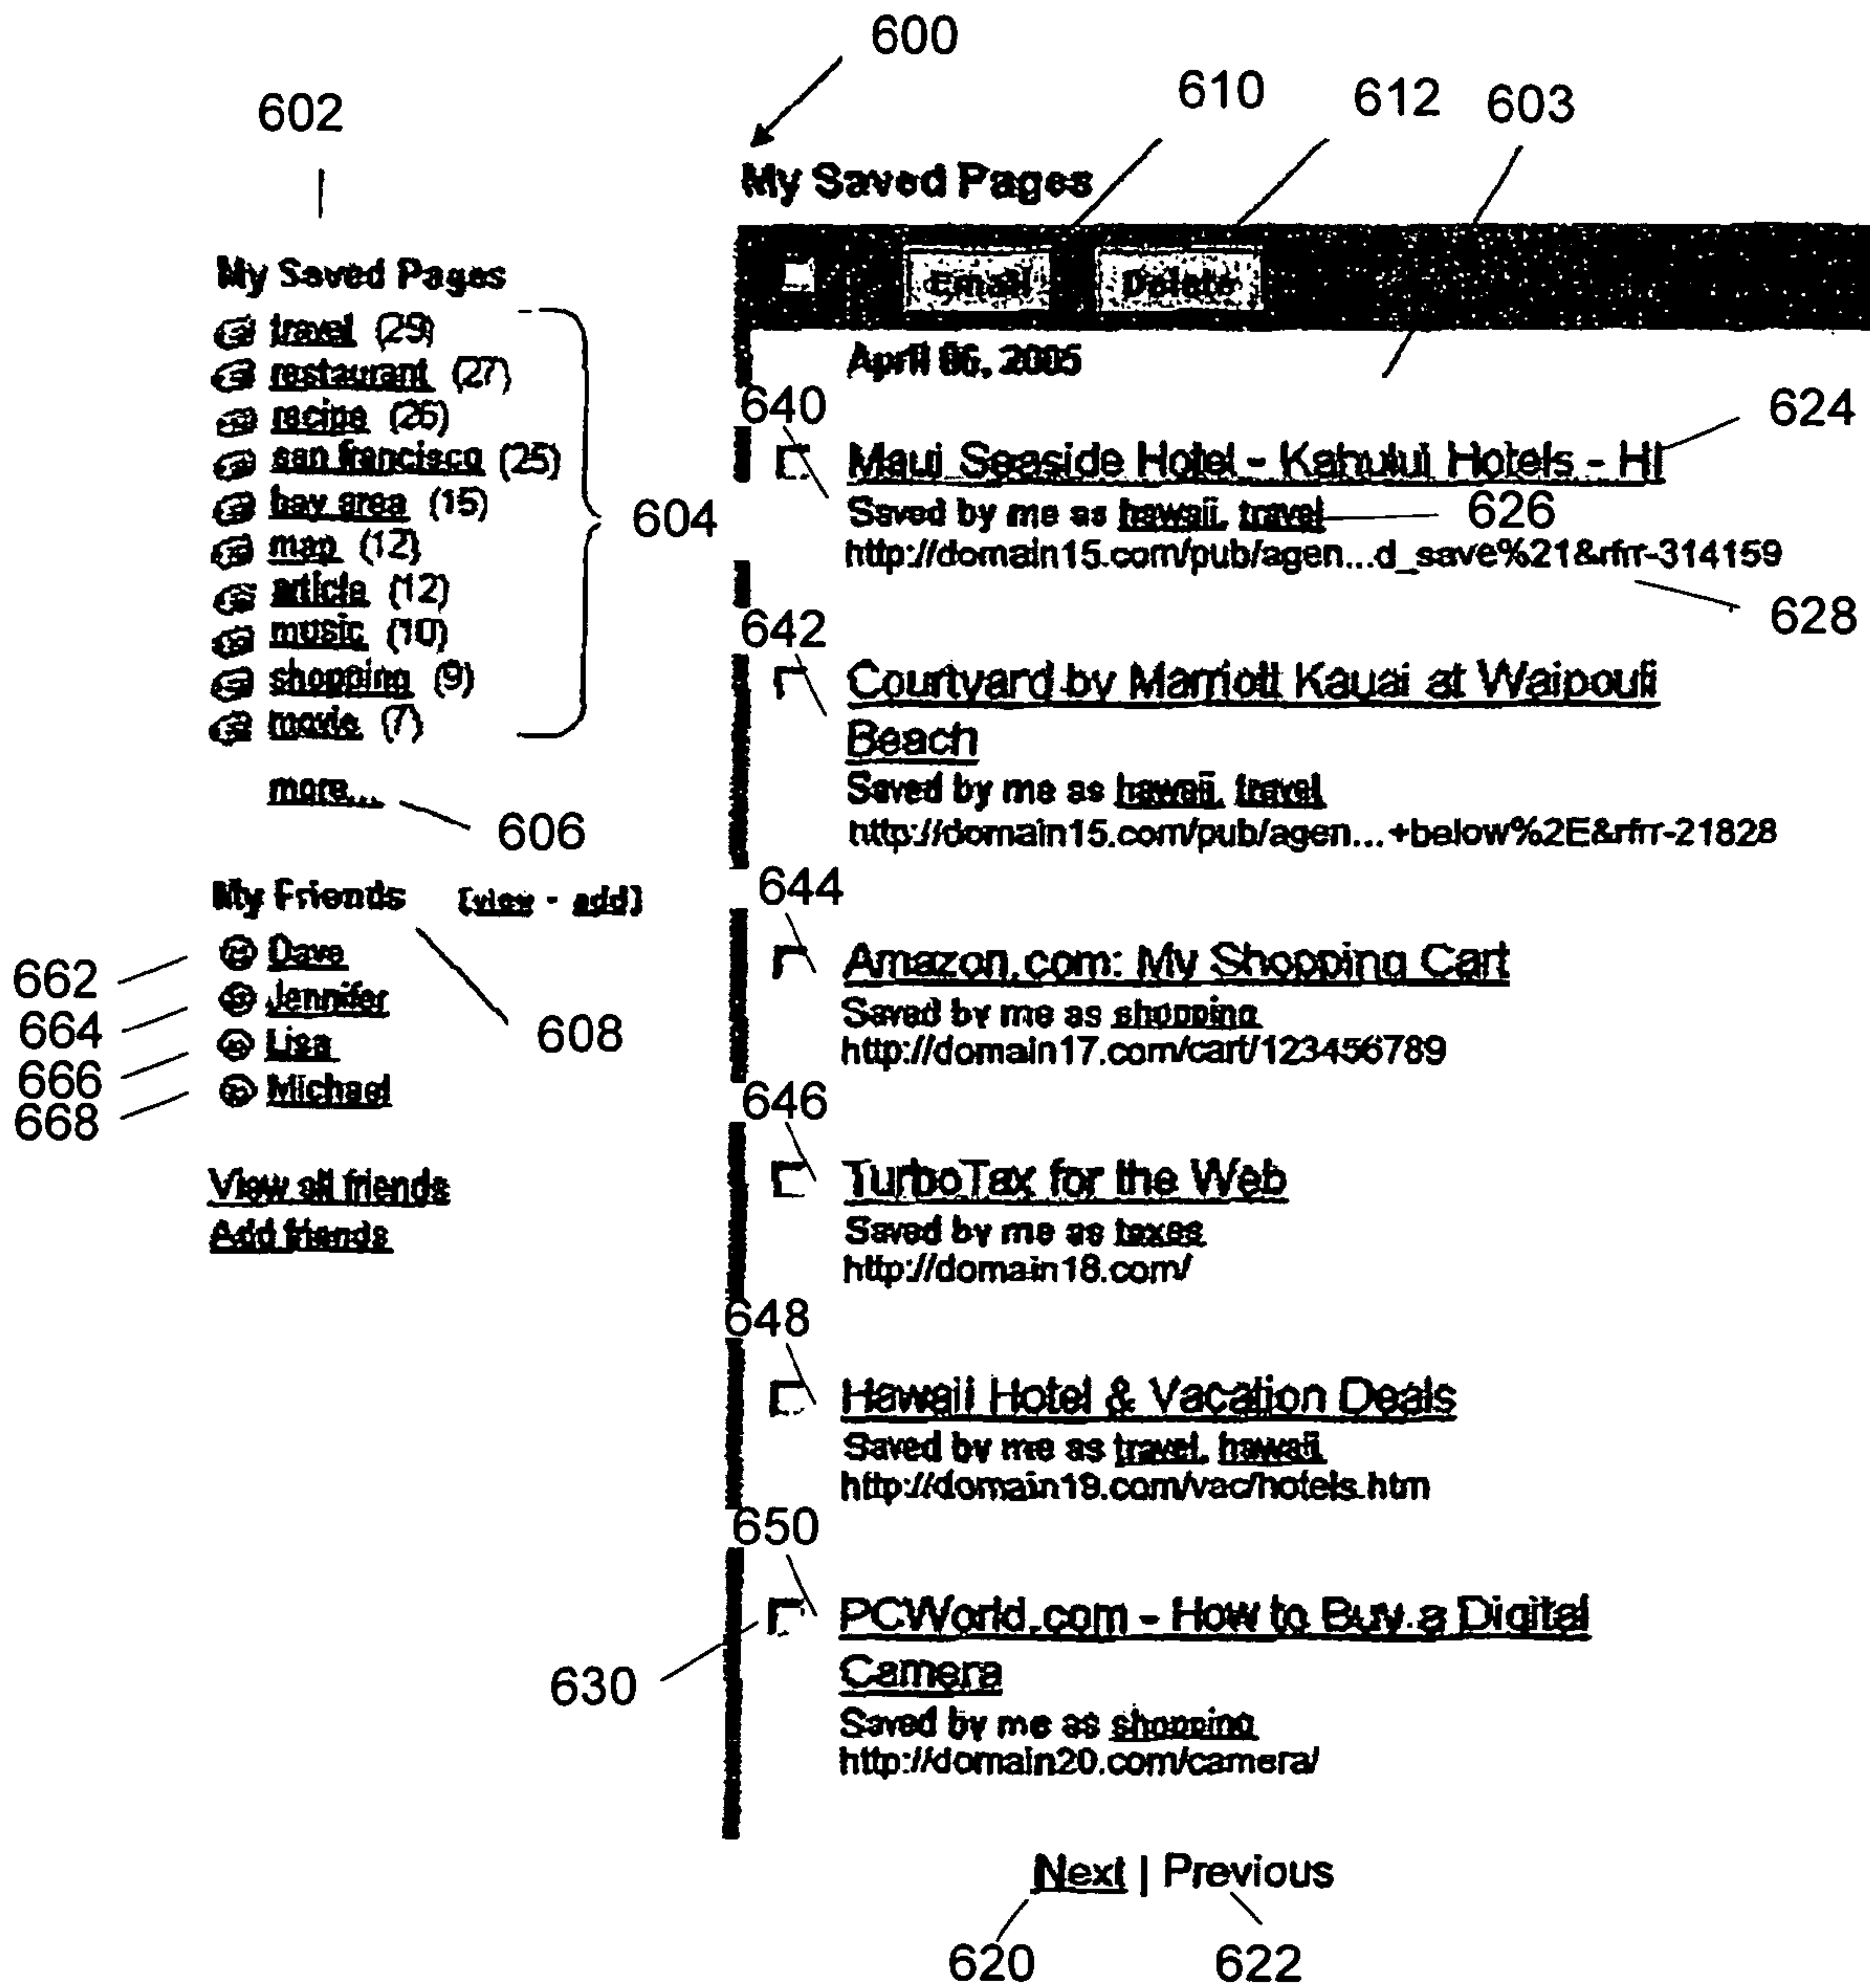 600
610
612
603
602
My Saved Pages
My Saved Pages
travel (29)
restaurant (27)
recipe (26)
san francisco (25)
bay area (15)
map (12)
article (12)
music (10)
shopping (9)
movie (7)
more...
604
606
My Friends [view - add]
Dave
Jennifer
Lisa
Michael
662
664
666
668
608
View all friends
Add friends
Email Delete
April 06, 2005
640
Maui Seaside Hotel - Kahului Hotels - HI
624
Saved by me as hawaii, travel
626
http://domain15.com/pub/agen...d_save%21&rfrr-314159
628
642
Courtyard by Marriott Kauai at Waipouli
Beach
Saved by me as hawaii, travel
http://domain15.com/pub/agen...+below%2E&rfrr-21828
644
Amazon.com: My Shopping Cart
Saved by me as shopping
http://domain17.com/cart/123456789
646
TurboTax for the Web
Saved by me as taxes
http://domain18.com/
648
Hawaii Hotel & Vacation Deals
Saved by me as travel, hawaii
http://domain19.com/vac/hotels.htm
650
PCWorld.com - How to Buy a Digital
Camera
630
Saved by me as shopping
http://domain20.com/camera/
Next | Previous
620
622